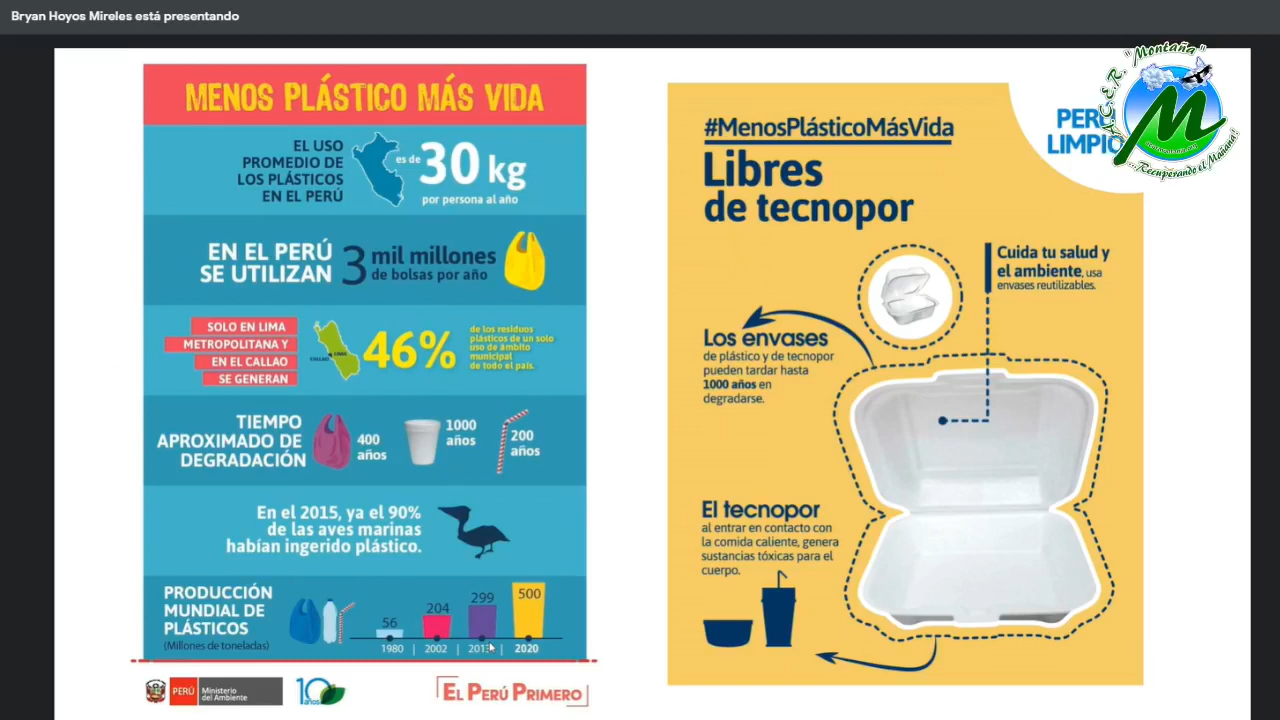 Bryan Hoyos Mireles está presentando
MENOS PLÁSTICO MÁS VIDA
EL USO
PROMEDIO DE
LOS PLÁSTICOS
EN EL PERÚ
es de 30 kg
por persona al año
EN EL PERÚ
SE UTILIZAN
3 mil millones
de bolsas por año
SOLO EN LIMA
METROPOLITANA Y
EN EL CALLAO
SE GENERAN
CALLAO
LIMA
46%
de los residuos
plásticos de un solo
uso de ámbito
municipal
de todo el país.
TIEMPO
APROXIMADO DE
DEGRADACIÓN
400
años
1000
años
200
años
En el 2015, ya el 90%
de las aves marinas
habían ingerido plástico.
PRODUCCIÓN
MUNDIAL DE
PLÁSTICOS
(Millones de toneladas)
56
204
299
500
1980 | 2002 | 2013 | 2020
PERÚ
Ministerio
del Ambiente
10
años
EL PERÚ PRIMERO
#MenosPlásticoMásVida
Libres
de tecnopor
PERÚ
LIMPIO
"Montaña"
A.C.S.E.R.
M
"¡Recuperando el Mañana!"
Cuida tu salud y
el ambiente, usa
envases reutilizables.
Los envases
de plástico y de tecnopor
pueden tardar hasta
1000 años en
degradarse.
El tecnopor
al entrar en contacto con
la comida caliente, genera
sustancias tóxicas para el
cuerpo.